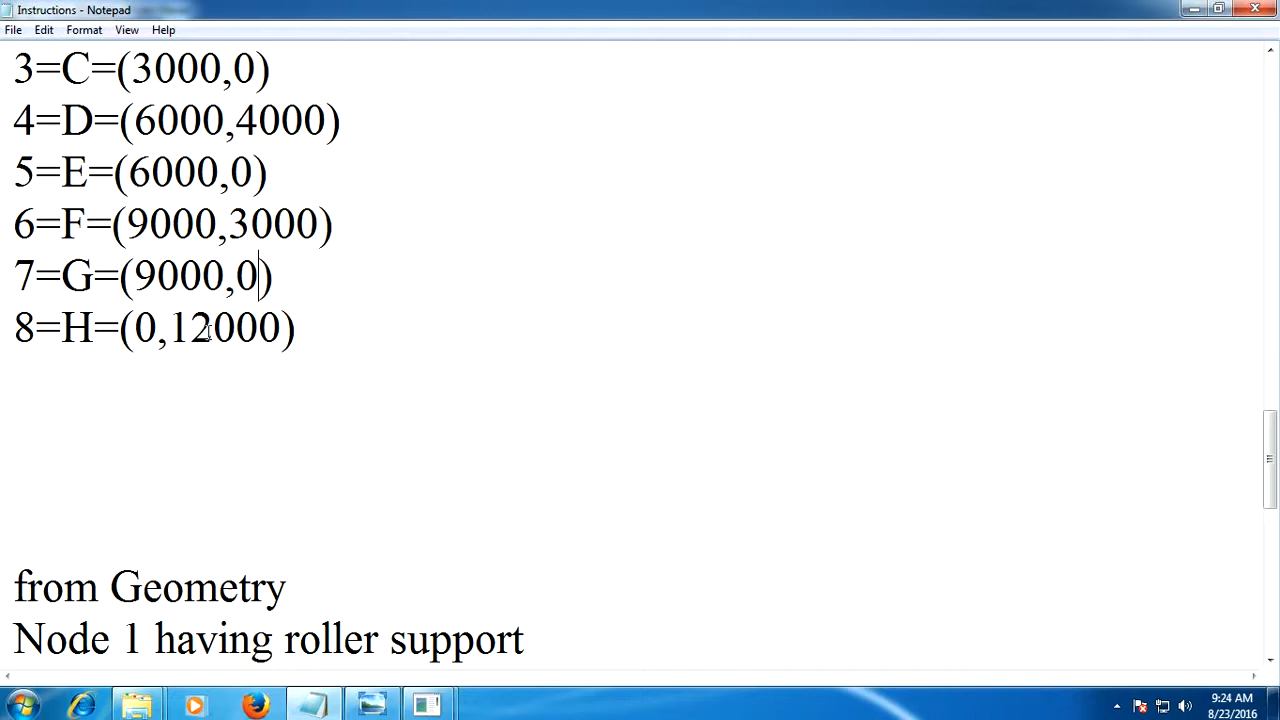 Instructions - Notepad
File Edit Format View Help
3=C=(3000,0)
4=D=(6000,4000)
5=E=(6000,0)
6=F=(9000,3000)
7=G=(9000,0)
8=H=(0,12000)
from Geometry
Node 1 having roller support
9:24 AM
8/23/2016